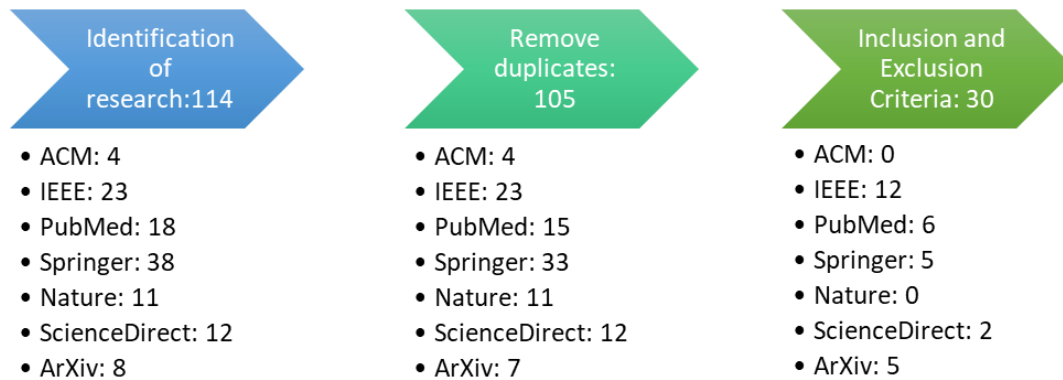 Identification
of
research:114
• ACM: 4
• IEEE: 23
• PubMed: 18
• Springer: 38
• Nature: 11
• ScienceDirect: 12
• ArXiv: 8
Remove
duplicates:
105
• ACM: 4
• IEEE: 23
• PubMed: 15
• Springer: 33
• Nature: 11
• ScienceDirect: 12
• ArXiv: 7
Inclusion and
Exclusion
Criteria: 30
• ACM: 0
• IEEE: 12
• PubMed: 6
• Springer: 5
• Nature: 0
• ScienceDirect: 2
• ArXiv: 5